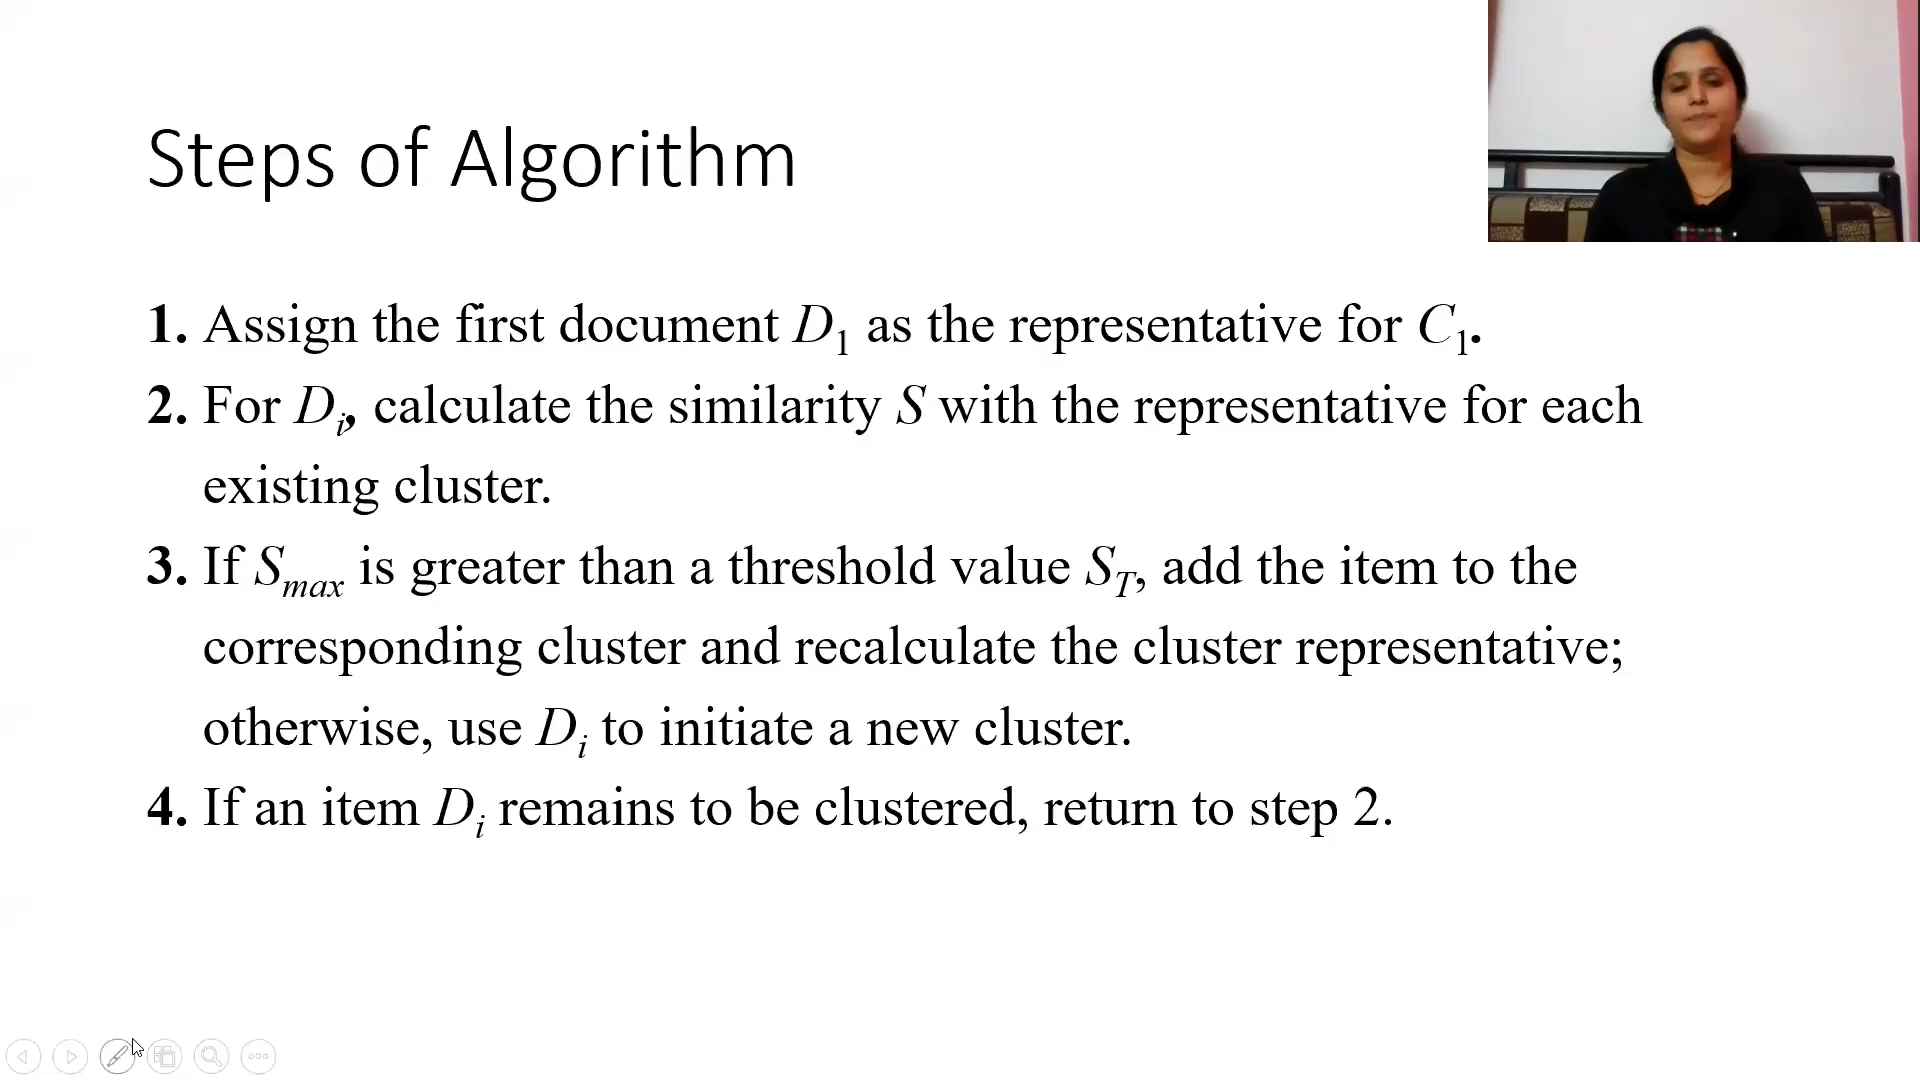 Steps of Algorithm
1. Assign the first document D1 as the representative for C1.
2. For Di, calculate the similarity S with the representative for each
existing cluster.
3. If Smax is greater than a threshold value ST, add the item to the
corresponding cluster and recalculate the cluster representative;
otherwise, use Di to initiate a new cluster.
4. If an item Di remains to be clustered, return to step 2.